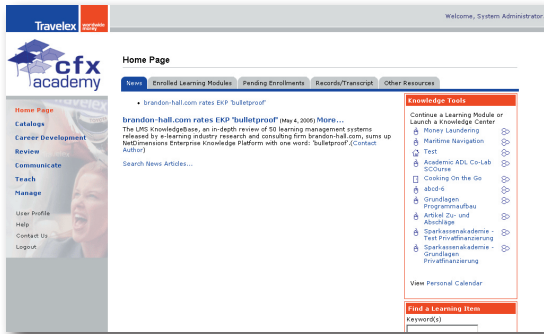 Travelex worldwide money
Welcome, System Administrator.
cfx
academy
Home Page
News
Enrolled Learning Modules
Pending Enrollments
Records/Transcript
Other Resources
Home Page
Catalogs
Career Development
Review
Communicate
Teach
Manage
User Profile
Help
Contact Us
Logout
brandon-hall.com rates EKP 'bulletproof'
brandon-hall.com rates EKP 'bulletproof' (May 4, 2005) More...
The LMS KnowledgeBase, an in-depth review of 50 learning management systems
released by e-learning industry research and consulting firm brandon-hall.com, sums up
NetDimensions Enterprise Knowledge Platform with one word: 'bulletproof'.(Contact
Author)
Search News Articles...
Knowledge Tools
Continue a Learning Module or
Launch a Knowledge Center
Money Laundering
Maritime Navigation
Test
Academic ADL Co-Lab
SCOurse
Cooking On the Go
abcd-6
Grundlagen
Programmaufbau
Artikel Zu- und
Abschläge
Sparkassenakademie -
Test Privatfinanzierung
Sparkassenakademie -
Grundlagen
Privatfinanzierung
View Personal Calendar
Find a Learning Item
Keyword(s)